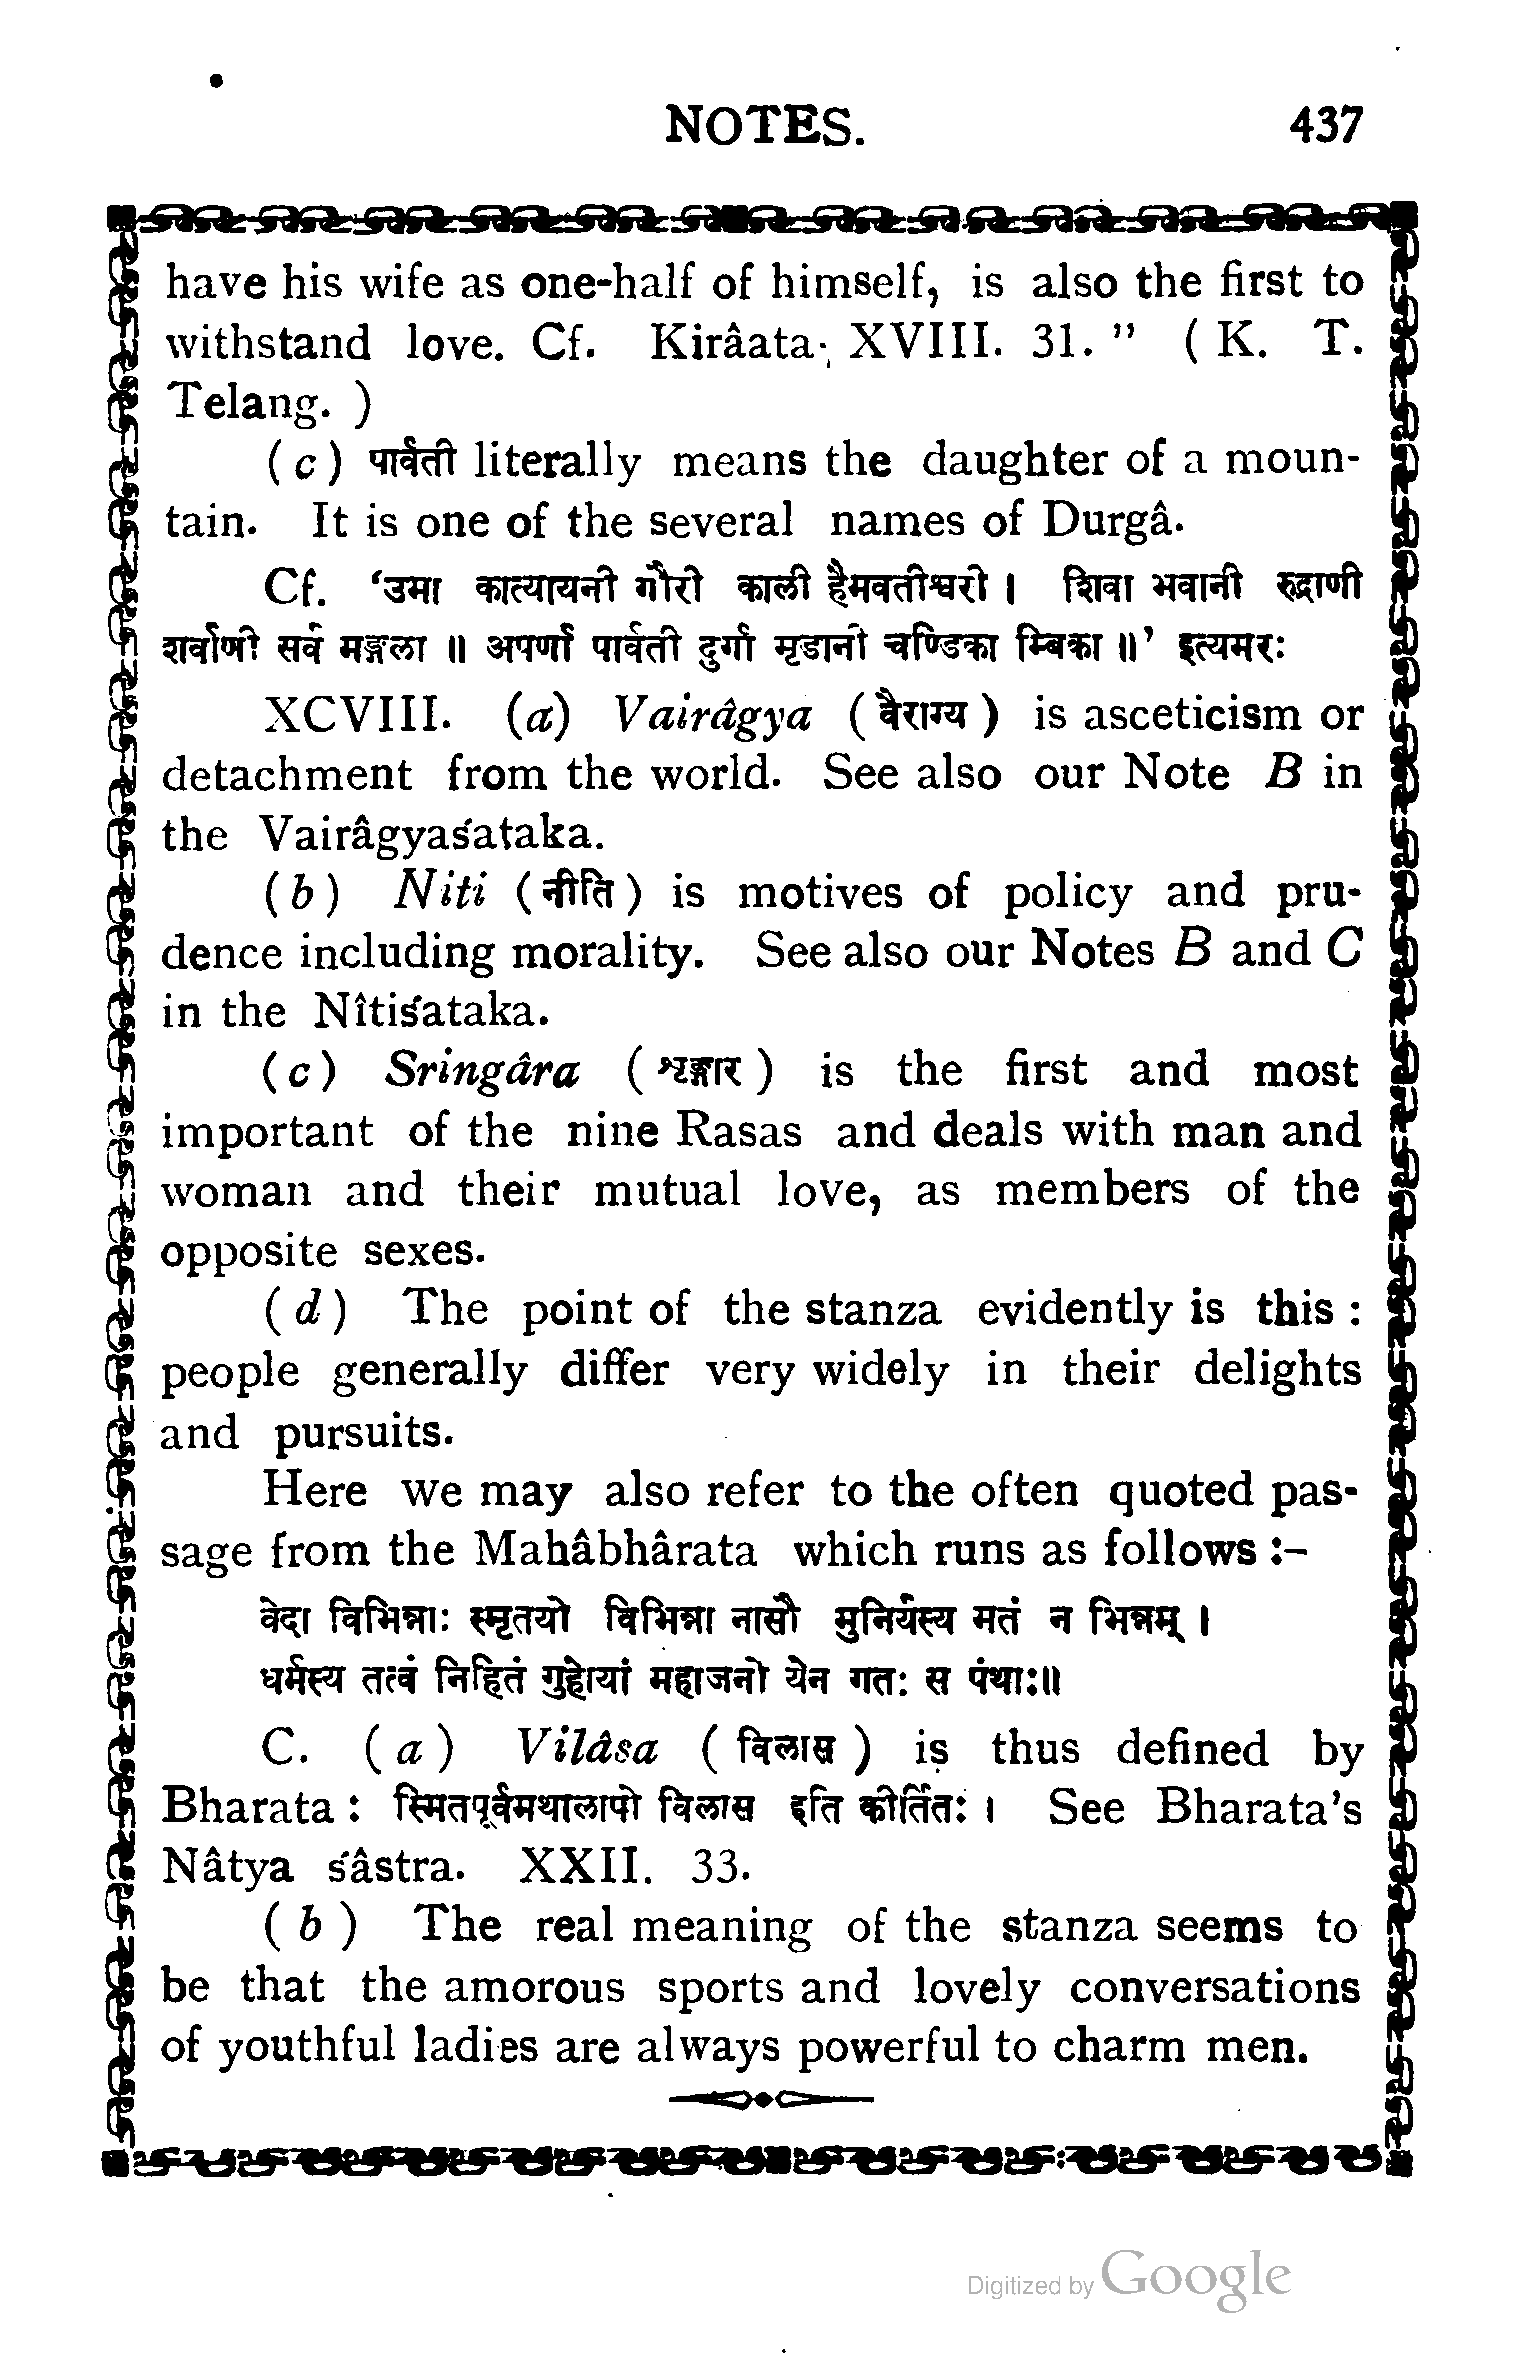 NOTES. 437
have his wife as one-half of himself, is also the first to
withstand love. Cf. Kirâata, XVIII. 31. " ( K. T.
Telang. )
( c ) पार्वती literally means the daughter of a moun-
tain. It is one of the several names of Durgâ.
Cf. ‘उमा कात्यायनी गौरी काली हैमवतीश्वरी । शिवा भवानी रुद्राणी
शर्वाणी सर्व मङ्गला ॥ अपर्णा पार्वती दुर्गा मृडानी चण्डिका म्बिका ॥’ इत्यमरः
XCVIII. (a) Vairâgya ( वैराग्य ) is asceticism or
detachment from the world. See also our Note B in
the Vairâgyaśataka.
( b ) Niti ( नीति ) is motives of policy and pru-
dence including morality. See also our Notes B and C
in the Nîtiśataka.
( c ) Sringâra ( शृङ्गार ) is the first and most
important of the nine Rasas and deals with man and
woman and their mutual love, as members of the
opposite sexes.
( d ) The point of the stanza evidently is this :
people generally differ very widely in their delights
and pursuits.
Here we may also refer to the often quoted pas-
sage from the Mahâbhârata which runs as follows :–
वेदा विभिन्नाः स्मृतयो विभिन्ना नासौ मुनिर्यस्य मतं न भिन्नम् ।
धर्मस्य तत्वं निहितं गुहेायां महाजनो येन गतः स पंथाः॥
C. ( a ) Vilâsa ( विलास ) is thus defined by
Bharata : स्मितपूर्वमथालापो विलास इति कीर्तितः । See Bharata’s
Nâtya śâstra. XXII. 33.
( b ) The real meaning of the stanza seems to
be that the amorous sports and lovely conversations
of youthful ladies are always powerful to charm men.
Digitized by Google